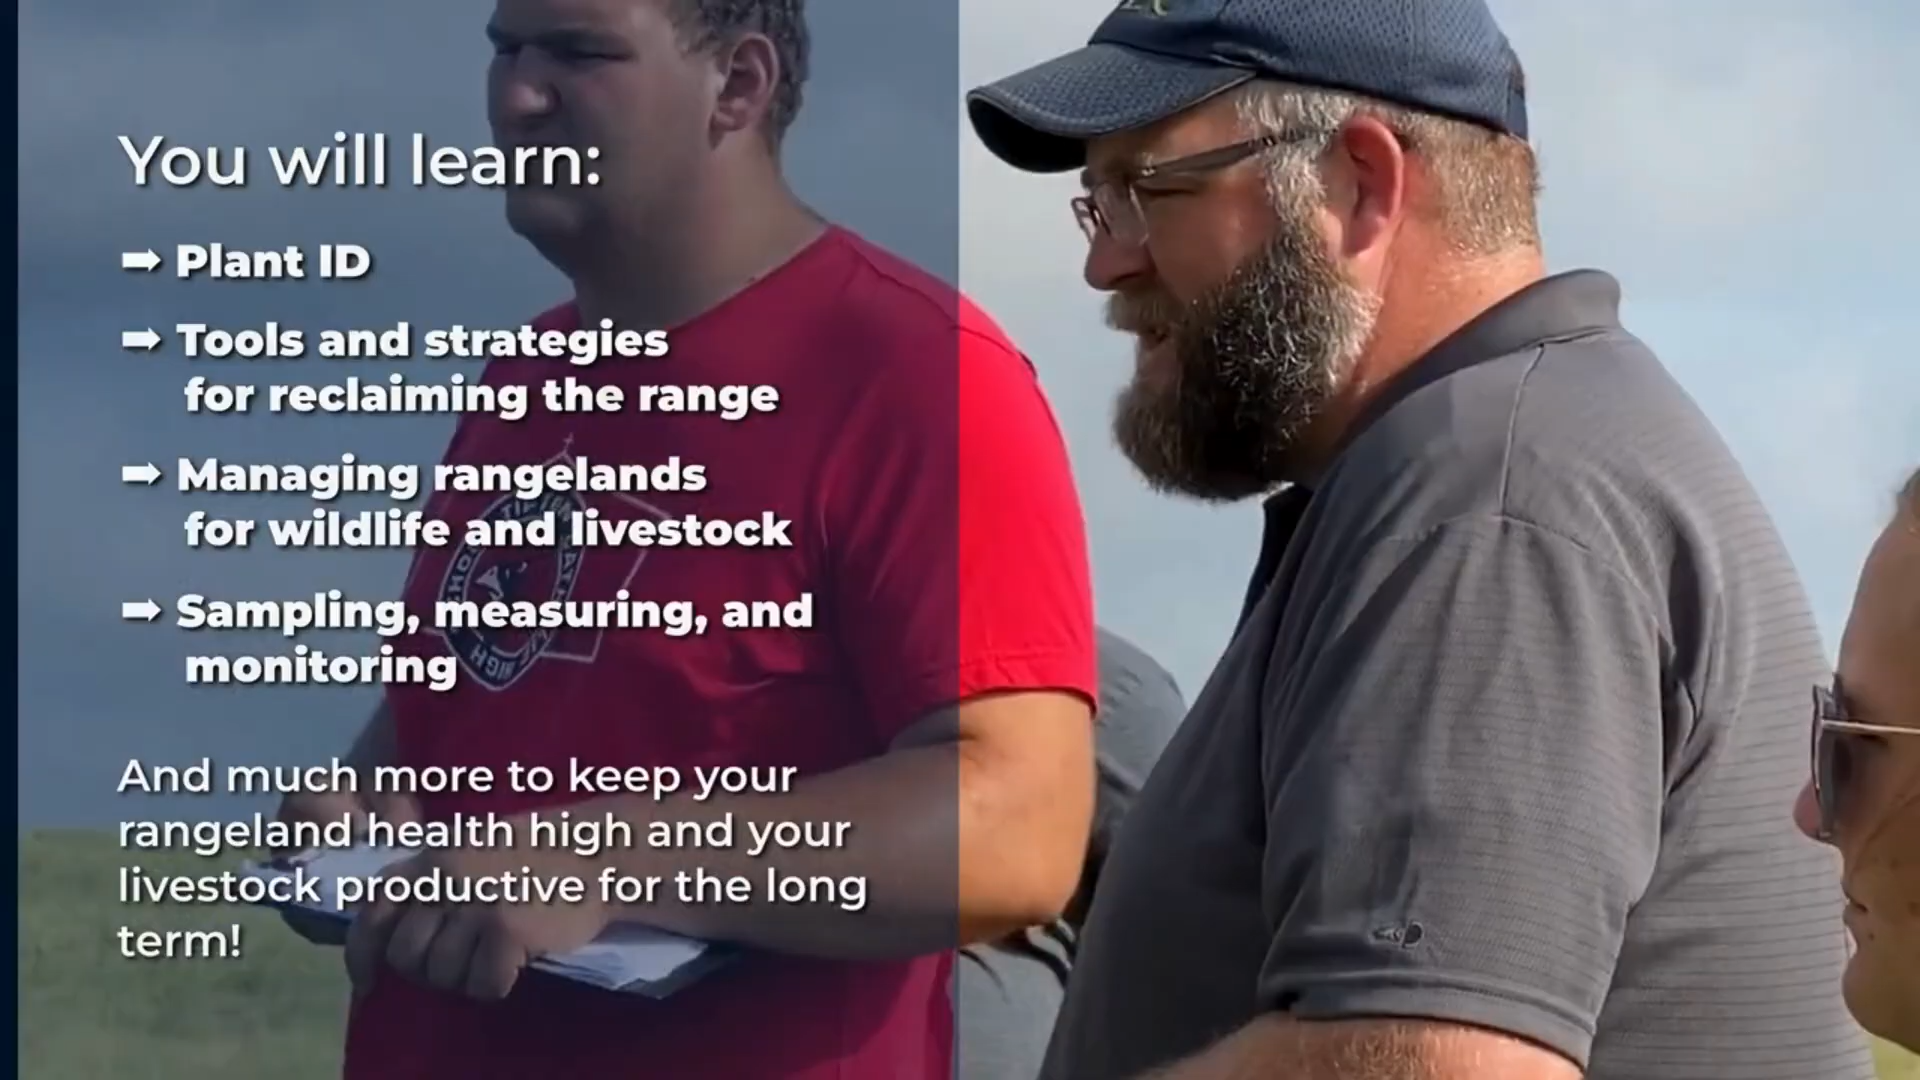 You will learn:
➡ Plant ID
➡ Tools and strategies
for reclaiming the range
➡ Managing rangelands
for wildlife and livestock
➡ Sampling, measuring, and
monitoring
And much more to keep your
rangeland health high and your
livestock productive for the long
term!